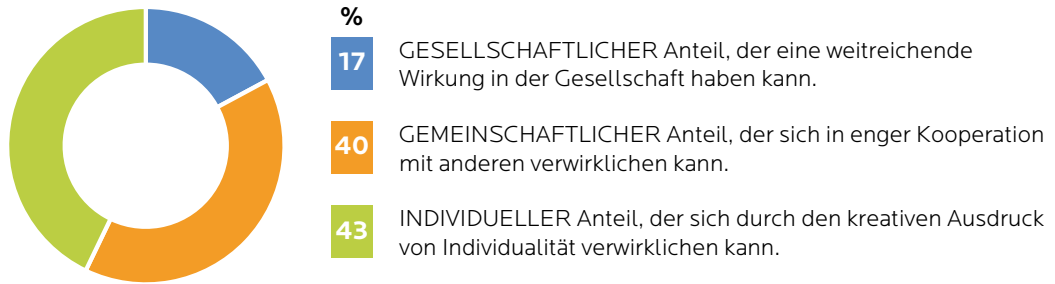 %
17
GESELLSCHAFTLICHER Anteil, der eine weitreichende
Wirkung in der Gesellschaft haben kann.
40
GEMEINSCHAFTLICHER Anteil, der sich in enger Kooperation
mit anderen verwirklichen kann.
43
INDIVIDUELLER Anteil, der sich durch den kreativen Ausdruck
von Individualität verwirklichen kann.